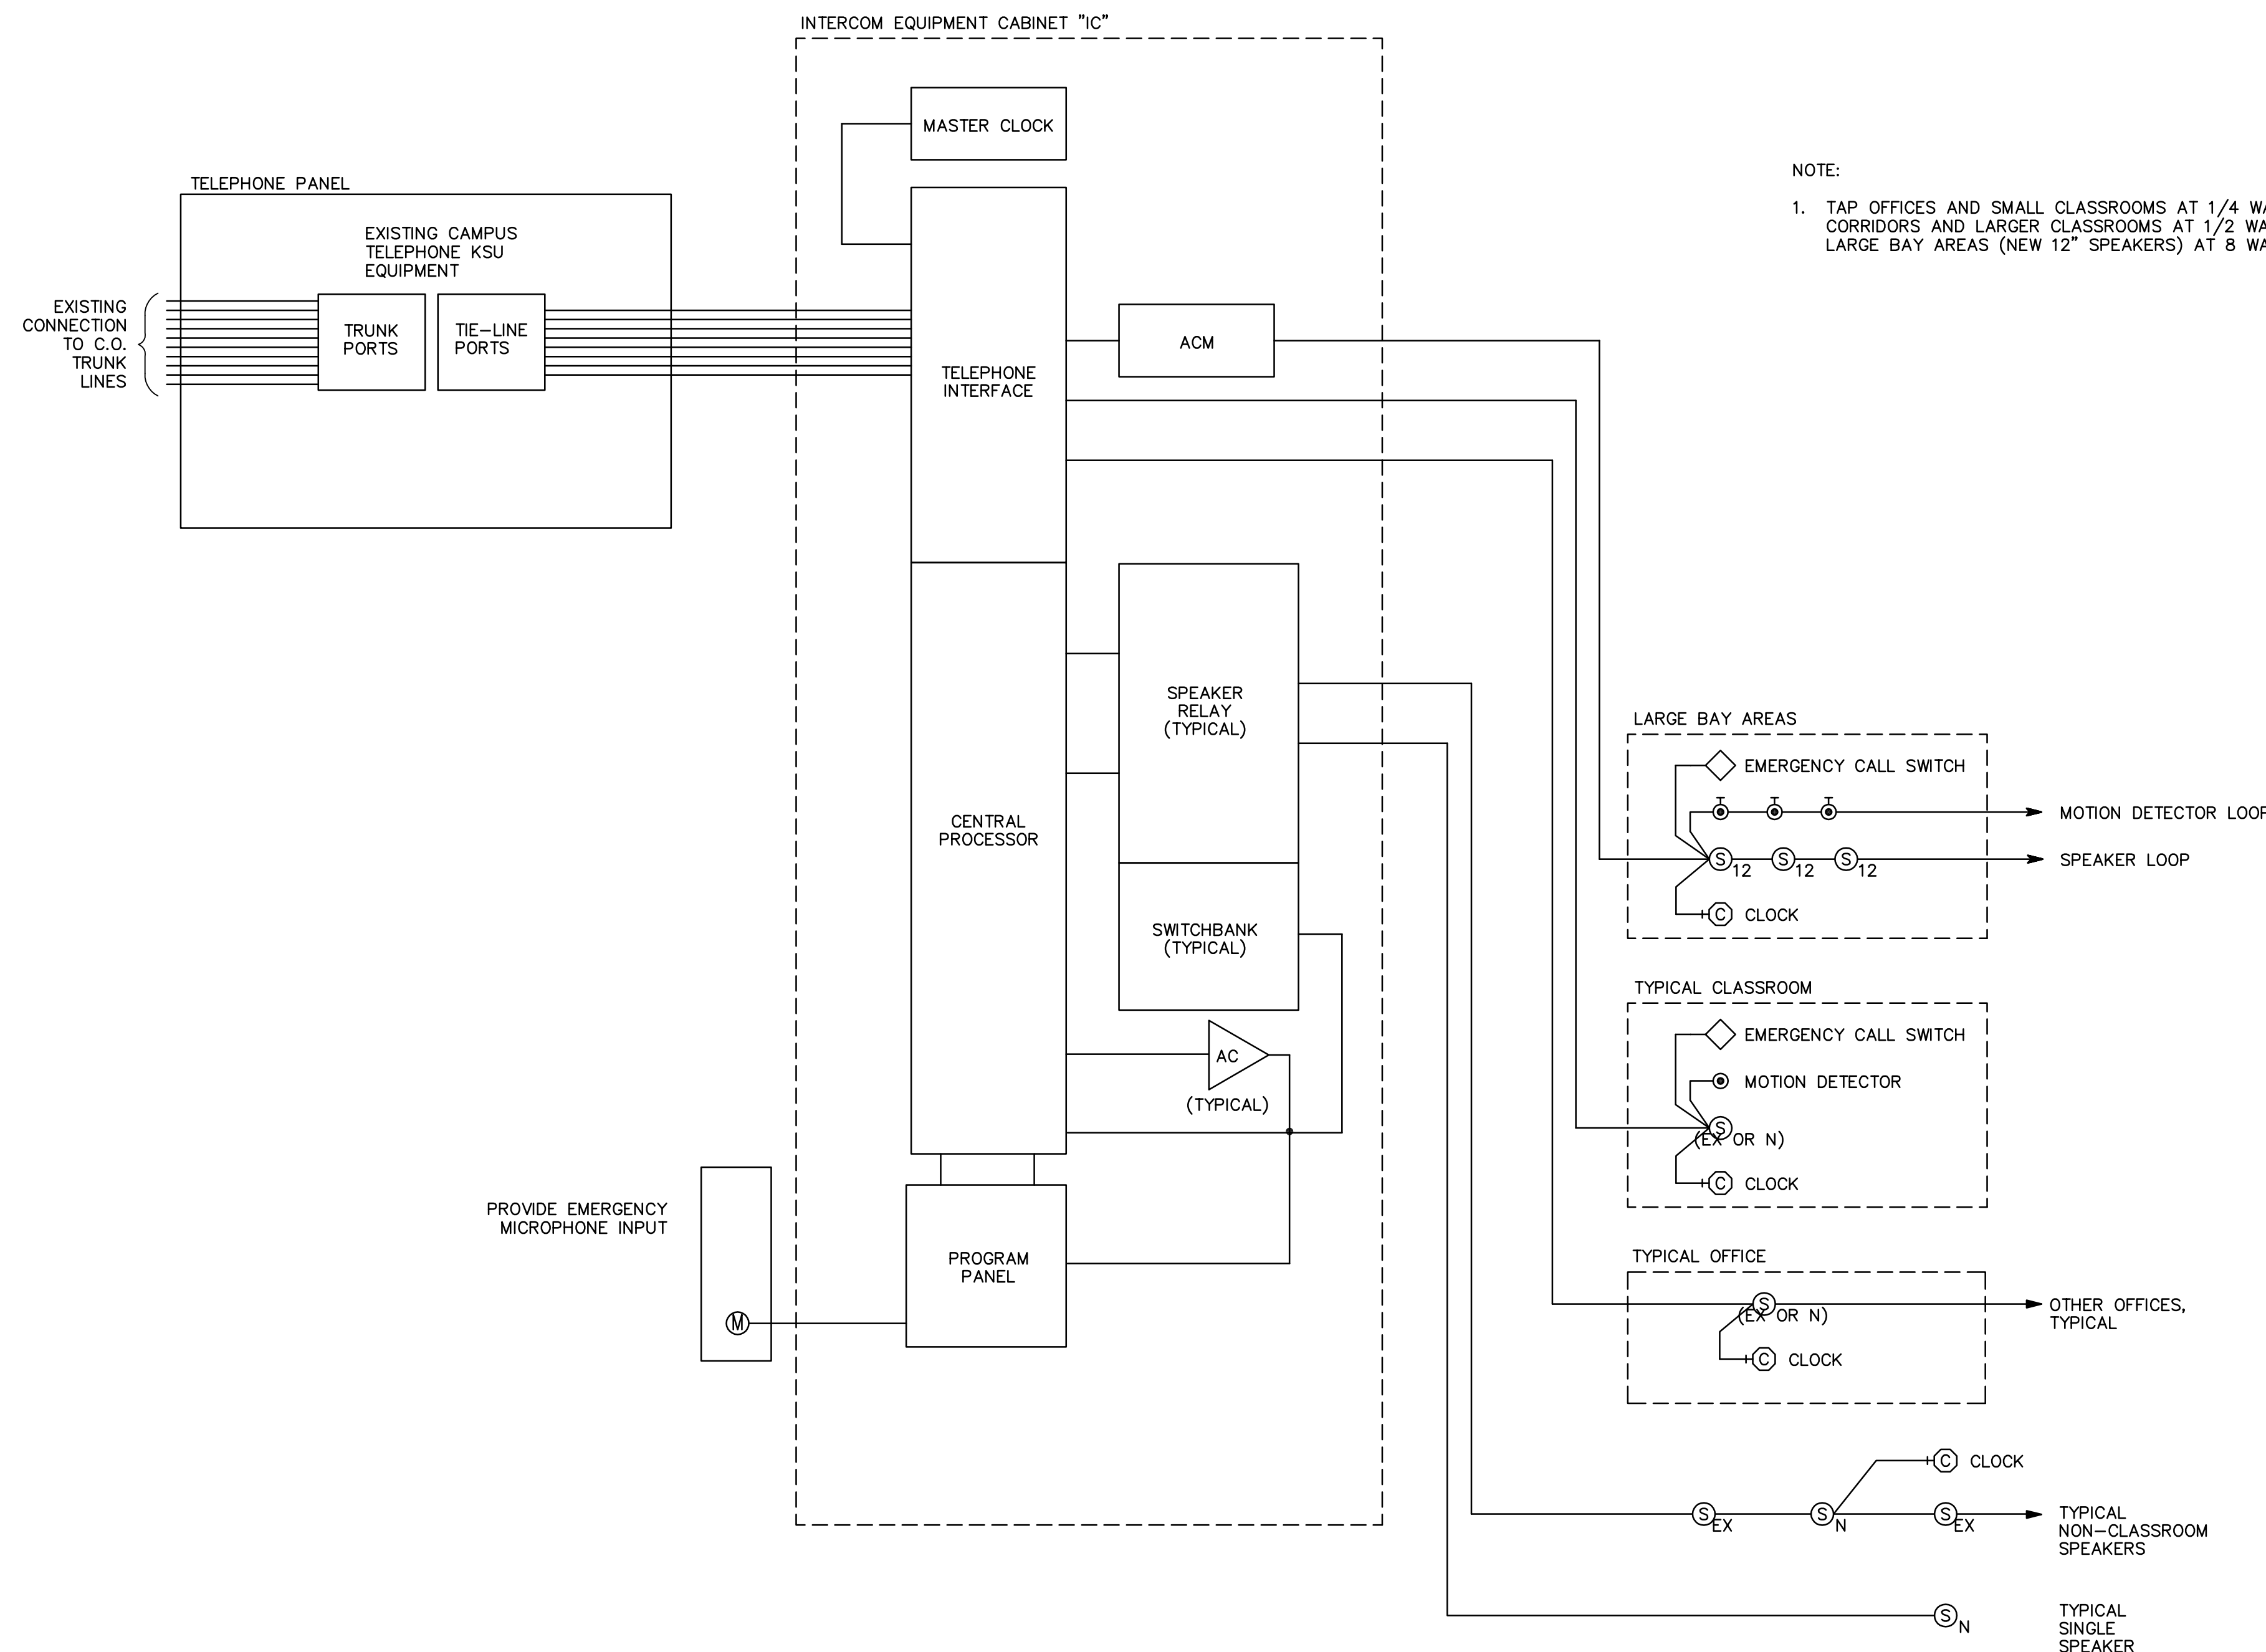 INTERCOM EQUIPMENT CABINET "IC"
MASTER CLOCK
NOTE:
1. TAP OFFICES AND SMALL CLASSROOMS AT 1/4
CORRIDORS AND LARGER CLASSROOMS AT 1/2
LARGE BAY AREAS (NEW 12" SPEAKERS) AT 8
TELEPHONE PANEL
EXISTING CAMPUS
TELEPHONE KSU
EQUIPMENT
EXISTING
CONNECTION
TO C.O.
TRUNK
LINES
TRUNK
PORTS
TIE-LINE
PORTS
TELEPHONE
INTERFACE
ACM
SPEAKER
RELAY
(TYPICAL)
CENTRAL
PROCESSOR
SWITCHBANK
(TYPICAL)
AC
(TYPICAL)
PROVIDE EMERGENCY
MICROPHONE INPUT
M
PROGRAM
PANEL
LARGE BAY AREAS
EMERGENCY CALL SWITCH
MOTION DETECTOR LOOP
S 12 S 12 S 12
SPEAKER LOOP
C CLOCK
TYPICAL CLASSROOM
EMERGENCY CALL SWITCH
MOTION DETECTOR
S
(EX OR N)
C CLOCK
TYPICAL OFFICE
S
(EX OR N)
OTHER OFFICES,
TYPICAL
C CLOCK
C CLOCK
S EX S N S EX
TYPICAL
NON-CLASSROOM
SPEAKERS
S N
TYPICAL
SINGLE
SPEAKER